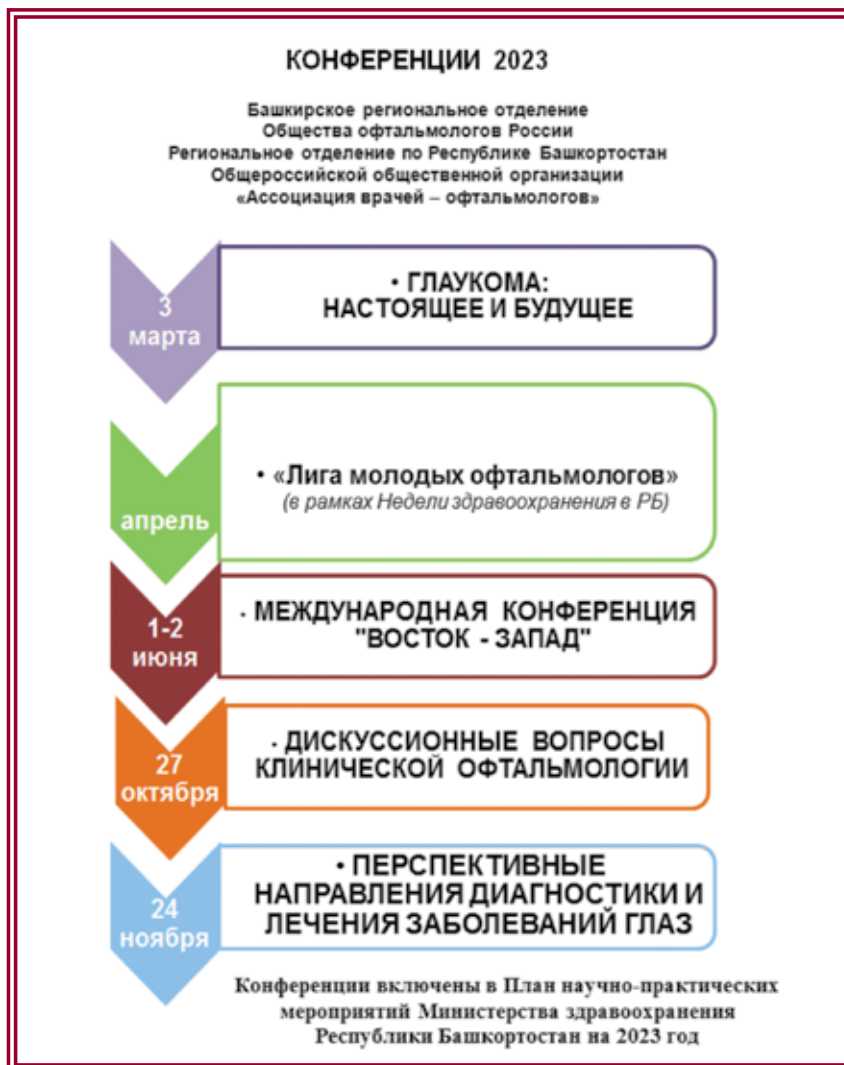 КОНФЕРЕНЦИИ 2023
Башкирское региональное отделение
Общества офтальмологов России
Региональное отделение по Республике Башкортостан
Общероссийской общественной организации
«Ассоциация врачей – офтальмологов»
3
марта
• ГЛАУКОМА:
НАСТОЯЩЕЕ И БУДУЩЕЕ
апрель
• «Лига молодых офтальмологов»
(в рамках Недели здравоохранения в РБ)
1-2
июня
· МЕЖДУНАРОДНАЯ КОНФЕРЕНЦИЯ
"ВОСТОК - ЗАПАД"
27
октября
· ДИСКУССИОННЫЕ ВОПРОСЫ
КЛИНИЧЕСКОЙ ОФТАЛЬМОЛОГИИ
24
ноября
• ПЕРСПЕКТИВНЫЕ
НАПРАВЛЕНИЯ ДИАГНОСТИКИ И
ЛЕЧЕНИЯ ЗАБОЛЕВАНИЙ ГЛАЗ
Конференции включены в План научно-практических
мероприятий Министерства здравоохранения
Республики Башкортостан на 2023 год